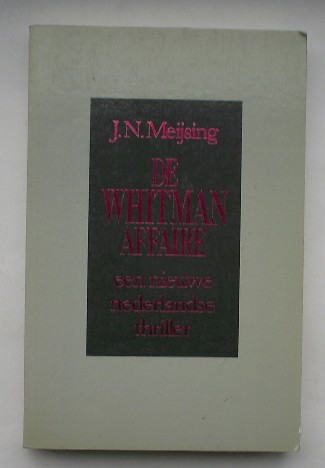 J.N. Meijsing
DE
WHITMAN
AFFAIRE
een nieuwe
nederlandse
thriller